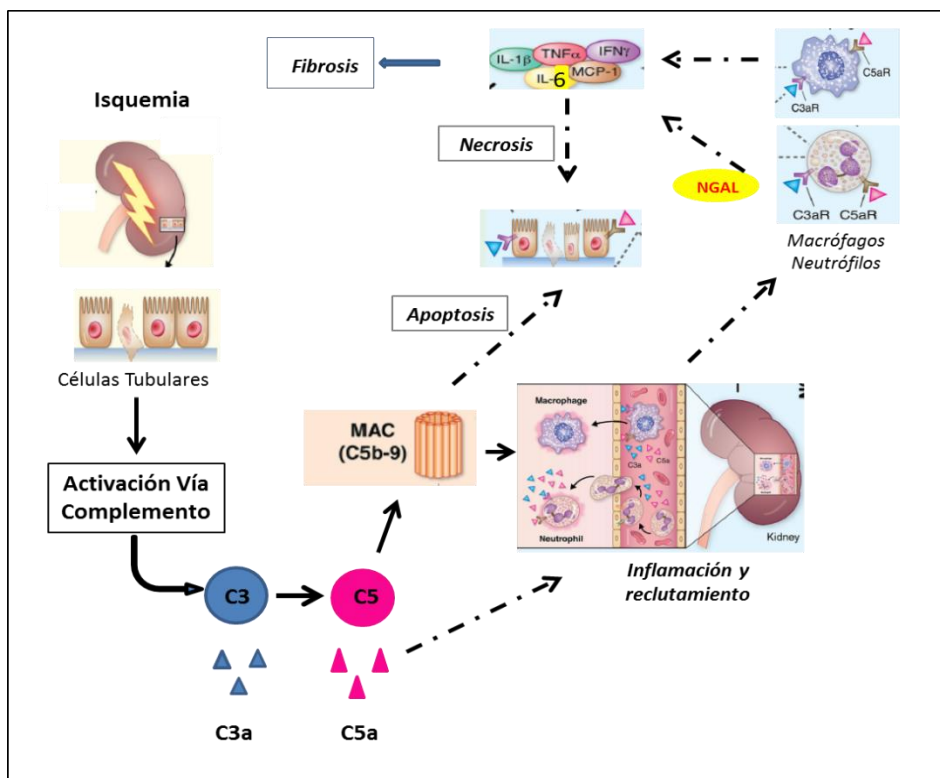 Isquemia
Células Tubulares
Activación Vía
Complemento
C3
C5
C3a
C5a
MAC
(C5b-9)
Apoptosis
Necrosis
Fibrosis
IL-1β
TNFα
IFNγ
IL-6
MCP-1
C5aR
C3aR
NGAL
C3aR
C5aR
Macrófagos
Neutrófilos
Macrophage
C3a
C5a
Neutrophil
Kidney
Inflamación y
reclutamiento